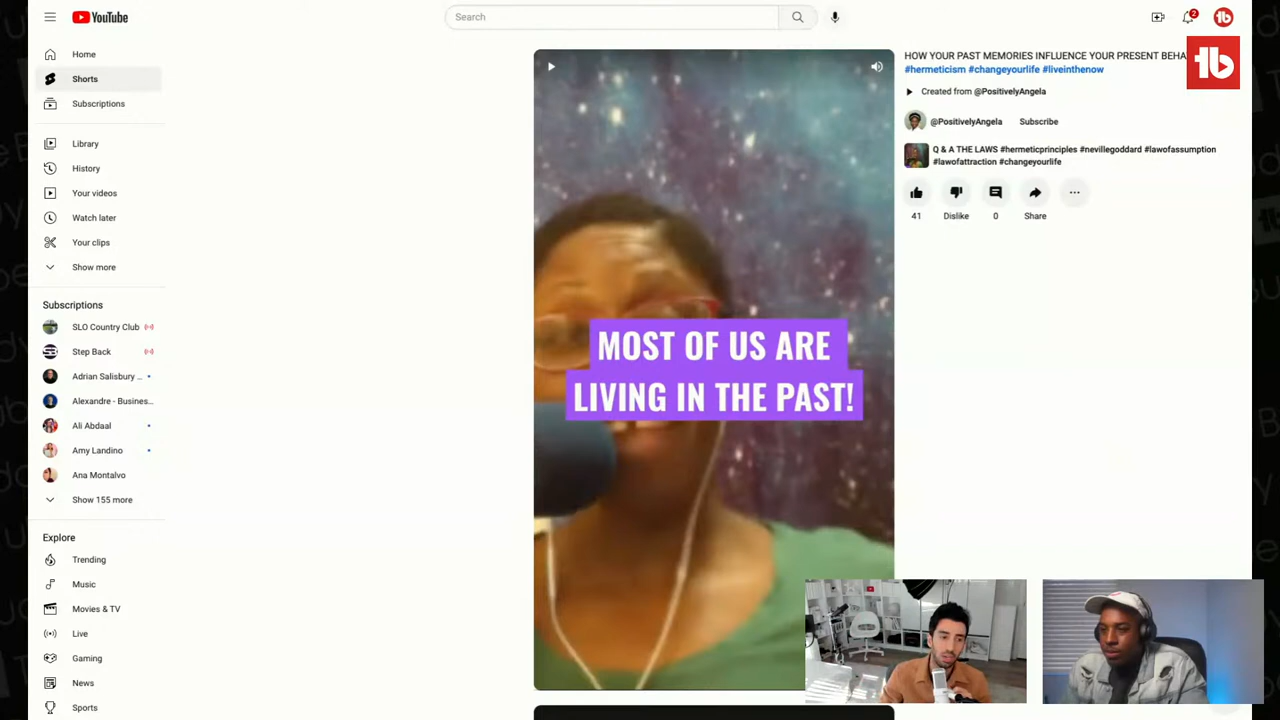 YouTube
Search
2
Home
Shorts
Subscriptions
Library
History
Your videos
Watch later
Your clips
Show more
Subscriptions
SLO Country Club
Step Back
Adrian Salisbury ...
Alexandre - Busines...
Ali Abdaal
Amy Landino
Ana Montalvo
Show 155 more
Explore
Trending
Music
Movies & TV
Live
Gaming
News
Sports
MOST OF US ARE
LIVING IN THE PAST!
HOW YOUR PAST MEMORIES INFLUENCE YOUR PRESENT BEHA
#hermeticism #changeyourlife #liveinthenow
Created from @PositivelyAngela
@PositivelyAngela Subscribe
Q & A THE LAWS #hermeticprinciples #nevillegoddard #lawofassumption
#lawofattraction #changeyourlife
41 Dislike 0 Share
tb